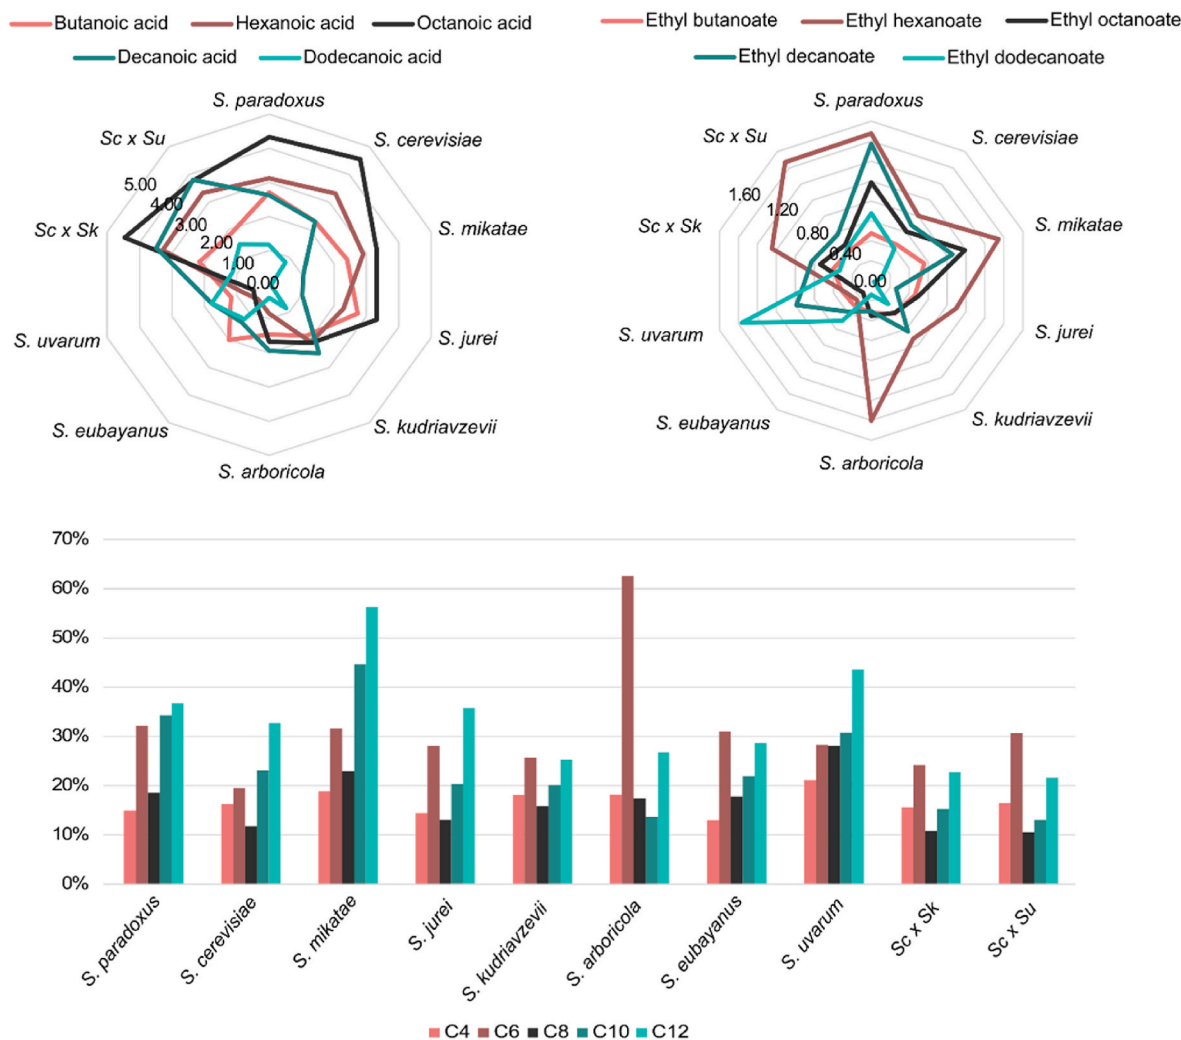 Butanoic acid Hexanoic acid Octanoic acid
Decanoic acid Dodecanoic acid
S. paradoxus
Sc x Su
S. cerevisiae
5.00
4.00
Sc x Sk
3.00
S. mikatae
2.00
1.00
0.00
S. uvarum
S. jurei
S. eubayanus
S. kudriavzevii
S. arboricola
Ethyl butanoate Ethyl hexanoate Ethyl octanoate
Ethyl decanoate Ethyl dodecanoate
S. paradoxus
Sc x Su
S. cerevisiae
1.60
1.20
Sc x Sk
S. mikatae
0.80
0.40
0.00
S. uvarum
S. jurei
S. eubayanus
S. kudriavzevii
S. arboricola
70%
60%
50%
40%
30%
20%
10%
0%
S. paradoxus
S. cerevisiae
S. mikatae
S. jurei
S. kudriavzevii
S. arboricola
S. eubayanus
S. uvarum
Sc x Sk
Sc x Su
C4 C6 C8 C10 C12